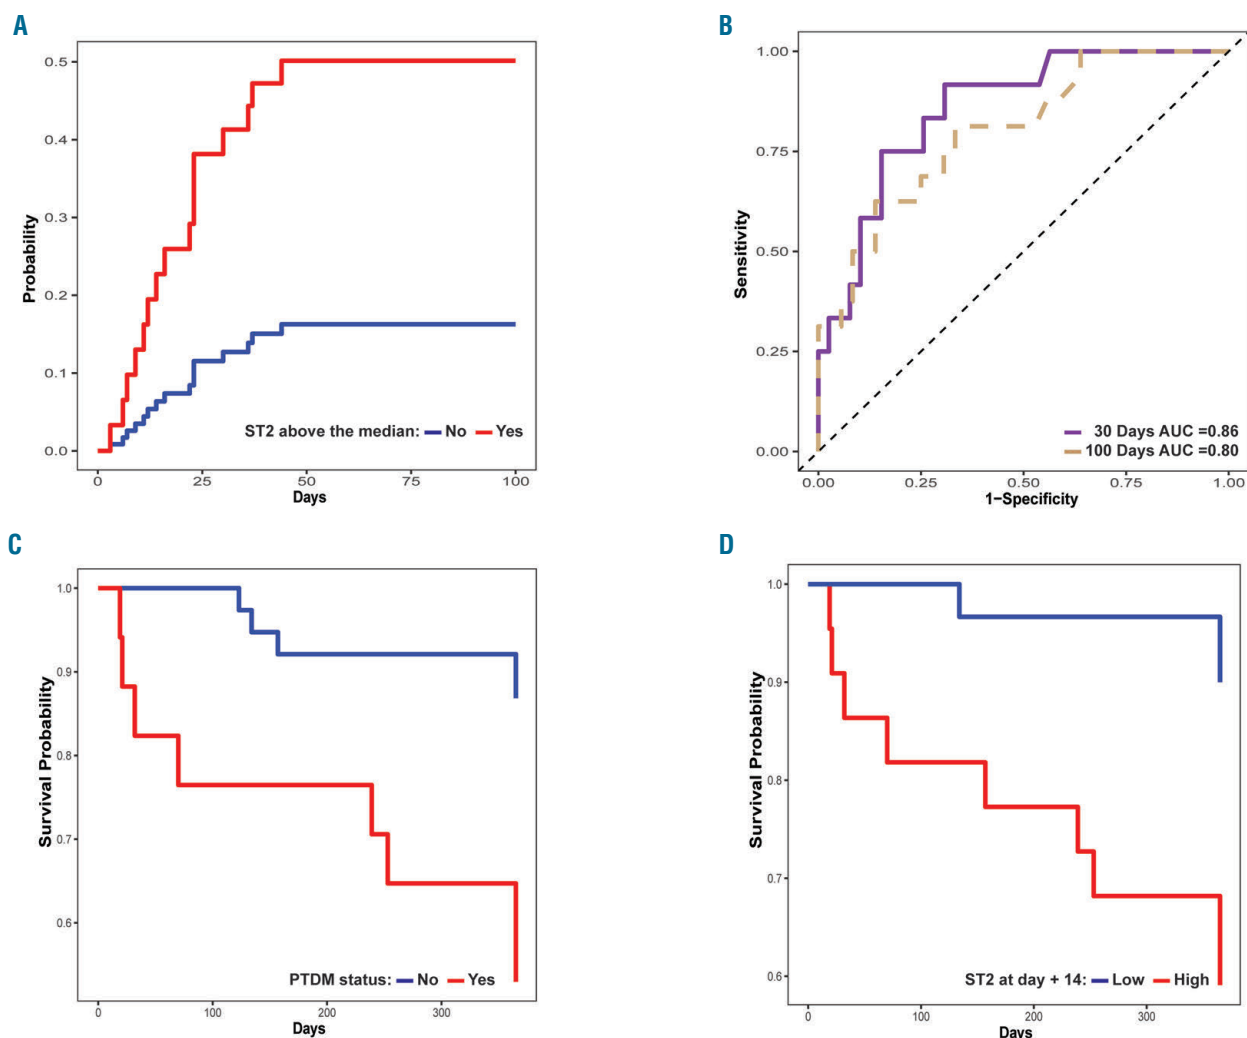 A
0.5
0.4
0.3
0.2
0.1
0.0
Probability
ST2 above the median: No Yes
0 25 50 75 100
Days
B
1.00
0.75
0.50
0.25
0.00
Sensitivity
30 Days AUC =0.86
100 Days AUC =0.80
0.00 0.25 0.50 0.75 1.00
1−Specificity
C
1.0
0.9
0.8
0.7
0.6
Survival Probability
PTDM status: No Yes
0 100 200 300
Days
D
1.0
0.9
0.8
0.7
0.6
Survival Probability
ST2 at day + 14: Low High
0 100 200 300
Days